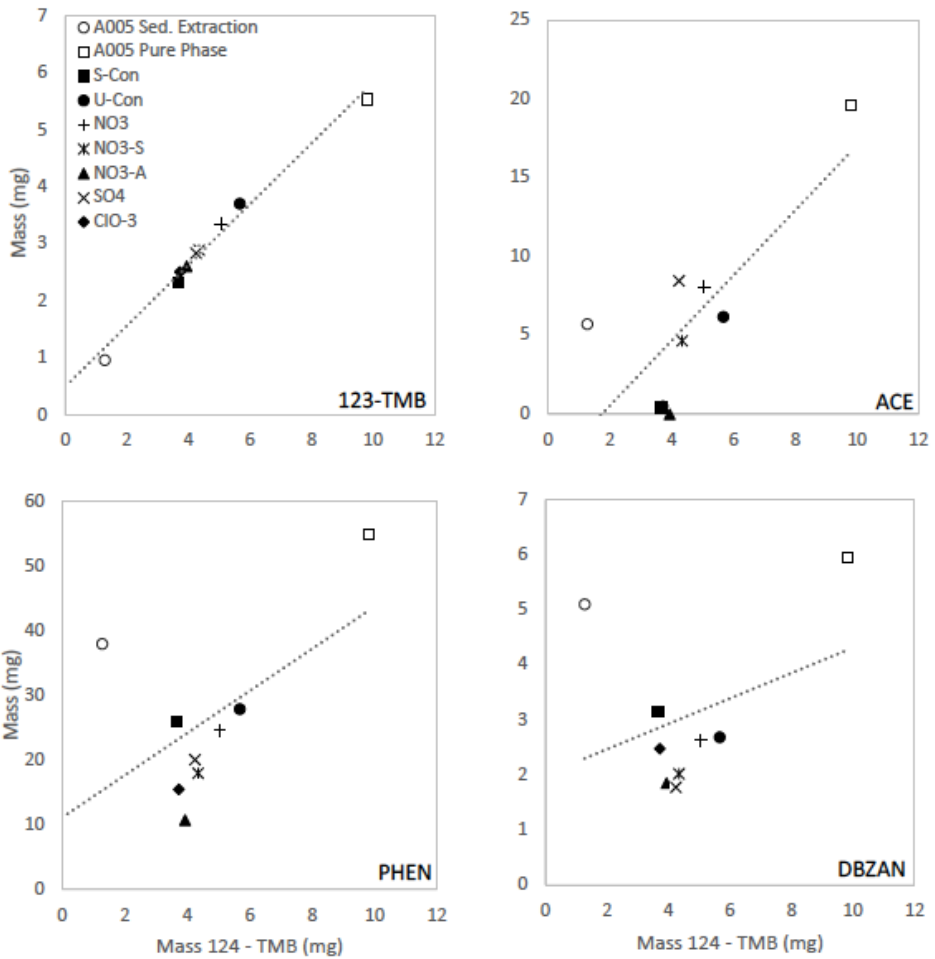 7
6
5
4
3
2
1
0
Mass (mg)
A005 Sed. Extraction
A005 Pure Phase
S-Con
U-Con
NO3
NO3-S
NO3-A
SO4
ClO-3
123-TMB
0 2 4 6 8 10 12
25
20
15
10
5
0
ACE
0 2 4 6 8 10 12
60
50
40
30
20
10
0
Mass (mg)
PHEN
0 2 4 6 8 10 12
Mass 124 - TMB (mg)
7
6
5
4
3
2
1
0
DBZAN
0 2 4 6 8 10 12
Mass 124 - TMB (mg)